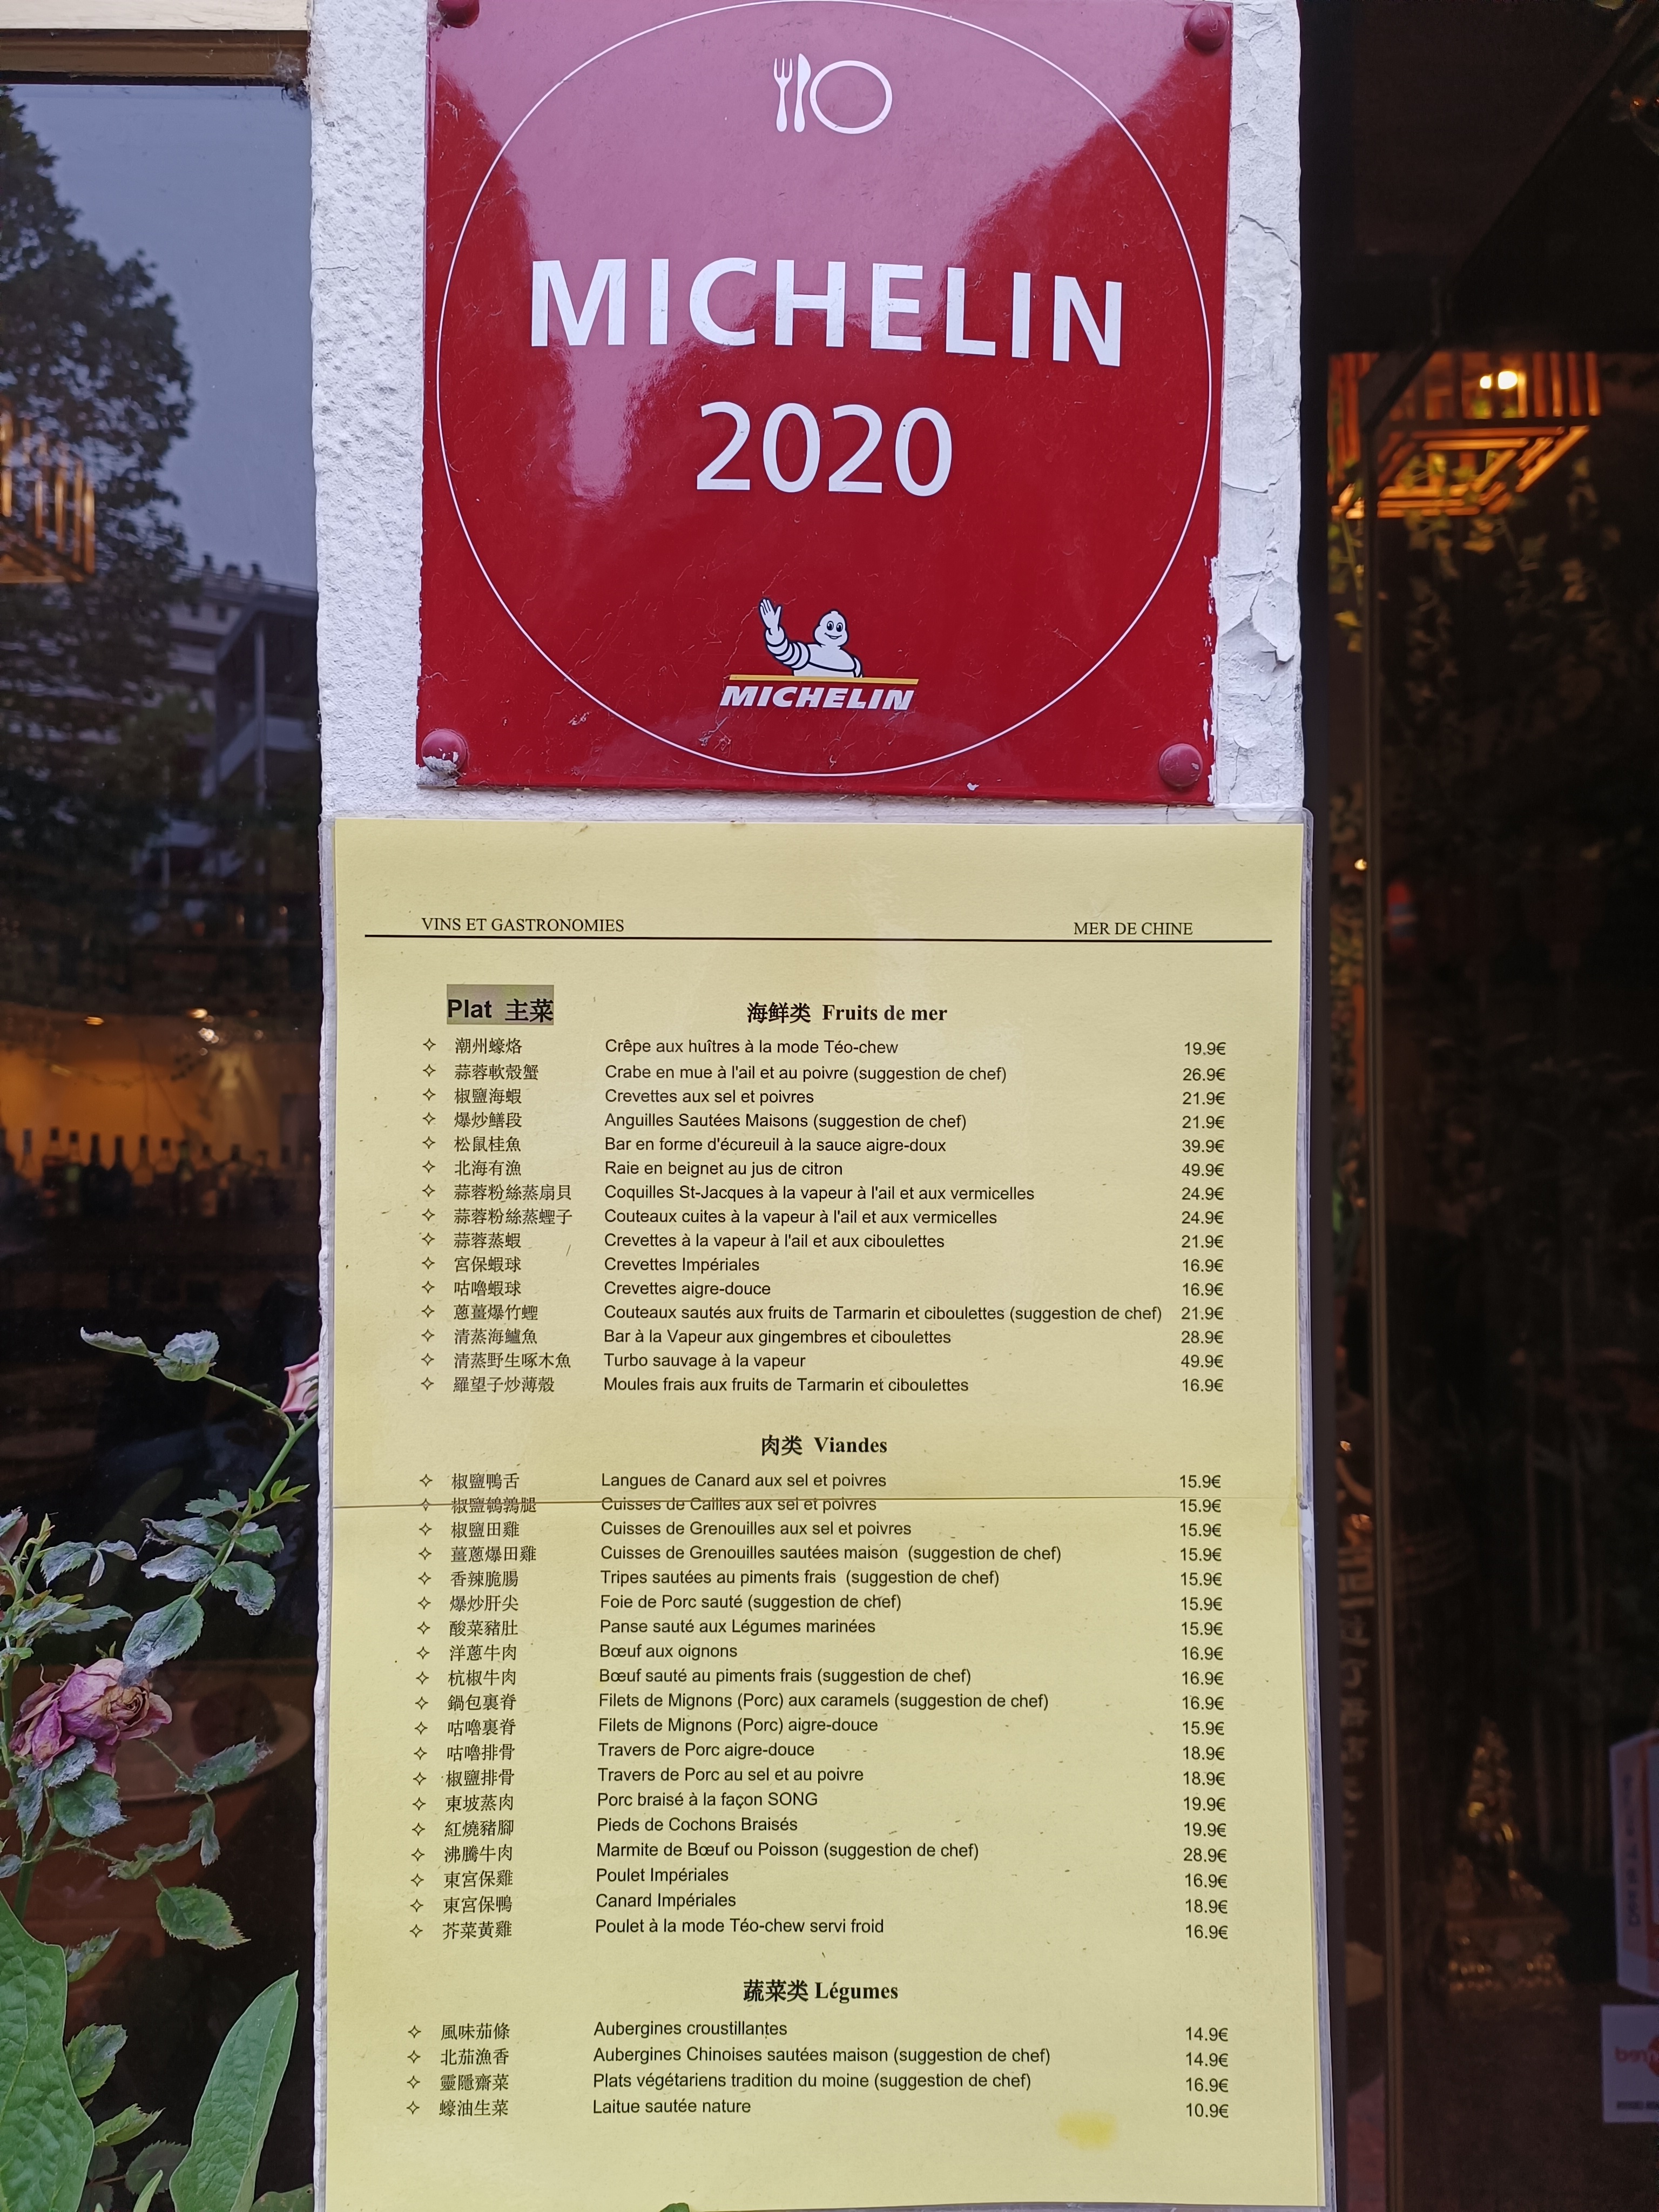 MICHELIN
2020
MICHELIN
VINS ET GASTRONOMIES MER DE CHINE
Plat 主菜 海鲜类 Fruits de mer
潮州蠔烙 Crêpe aux huîtres à la mode Téo-chew 19.9€
蒜蓉軟殼蟹 Crabe en mue à l'ail et au poivre (suggestion de chef) 26.9€
椒鹽海蝦 Crevettes aux sel et poivres 21.9€
爆炒鱔段 Anguilles Sautées Maisons (suggestion de chef) 21.9€
松鼠桂魚 Bar en forme d'écureuil à la sauce aigre-doux 39.9€
北海有漁 Raie en beignet au jus de citron 49.9€
蒜蓉粉絲蒸扇貝 Coquilles St-Jacques à la vapeur à l'ail et aux vermicelles 24.9€
蒜蓉粉絲蒸蟶子 Couteaux cuites à la vapeur à l'ail et aux vermicelles 24.9€
蒜蓉蒸蝦 Crevettes à la vapeur à l'ail et aux ciboulettes 21.9€
宮保蝦球 Crevettes Impériales 16.9€
咕嚕蝦球 Crevettes aigre-douce 16.9€
蔥薑爆竹蟶 Couteaux sautés aux fruits de Tarmarin et ciboulettes (suggestion de chef) 21.9€
清蒸海鱸魚 Bar à la Vapeur aux gingembres et ciboulettes 28.9€
清蒸野生啄木魚 Turbo sauvage à la vapeur 49.9€
羅望子炒薄殼 Moules frais aux fruits de Tarmarin et ciboulettes 16.9€
肉类 Viandes
椒鹽鴨舌 Langues de Canard aux sel et poivres 15.9€
椒鹽鵪鶉腿 Cuisses de Cailles aux sel et poivres 15.9€
椒鹽田雞 Cuisses de Grenouilles aux sel et poivres 15.9€
薑蔥爆田雞 Cuisses de Grenouilles sautées maison (suggestion de chef) 15.9€
香辣脆腸 Tripes sautées au piments frais (suggestion de chef) 15.9€
爆炒肝尖 Foie de Porc sauté (suggestion de chef) 15.9€
酸菜豬肚 Panse sauté aux Légumes marinées 15.9€
洋蔥牛肉 Bœuf aux oignons 16.9€
杭椒牛肉 Bœuf sauté au piments frais (suggestion de chef) 16.9€
鍋包裏脊 Filets de Mignons (Porc) aux caramels (suggestion de chef) 16.9€
咕嚕裏脊 Filets de Mignons (Porc) aigre-douce 15.9€
咕嚕排骨 Travers de Porc aigre-douce 18.9€
椒鹽排骨 Travers de Porc au sel et au poivre 18.9€
東坡蒸肉 Porc braisé à la façon SONG 19.9€
紅燒豬腳 Pieds de Cochons Braisés 19.9€
沸騰牛肉 Marmite de Bœuf ou Poisson (suggestion de chef) 28.9€
東宮保雞 Poulet Impériales 16.9€
東宮保鴨 Canard Impériales 18.9€
芥菜黃雞 Poulet à la mode Téo-chew servi froid 16.9€
蔬菜类 Légumes
風味茄條 Aubergines croustillantes 14.9€
北茄漁香 Aubergines Chinoises sautées maison (suggestion de chef) 14.9€
靈隱齋菜 Plats végétariens tradition du moine (suggestion de chef) 16.9€
蠔油生菜 Laitue sautée nature 10.9€